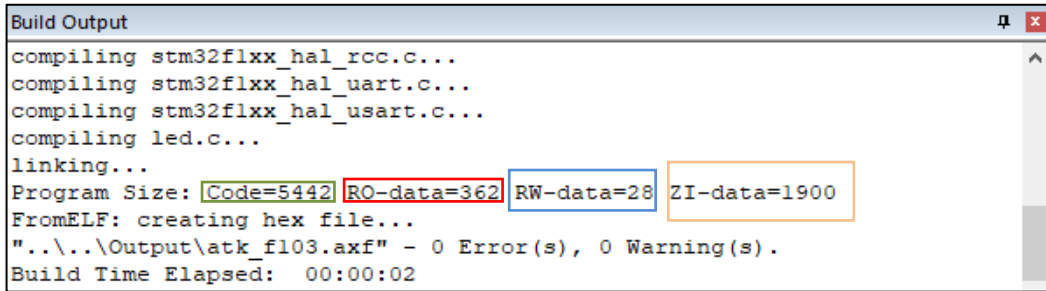 Build Output
compiling stm32f1xx_hal_rcc.c...
compiling stm32f1xx_hal_uart.c...
compiling stm32f1xx_hal_usart.c...
compiling led.c...
linking...
Program Size: Code=5442 RO-data=362 RW-data=28 ZI-data=1900
FromELF: creating hex file...
"..\..\Output\atk_f103.axf" - 0 Error(s), 0 Warning(s).
Build Time Elapsed:  00:00:02